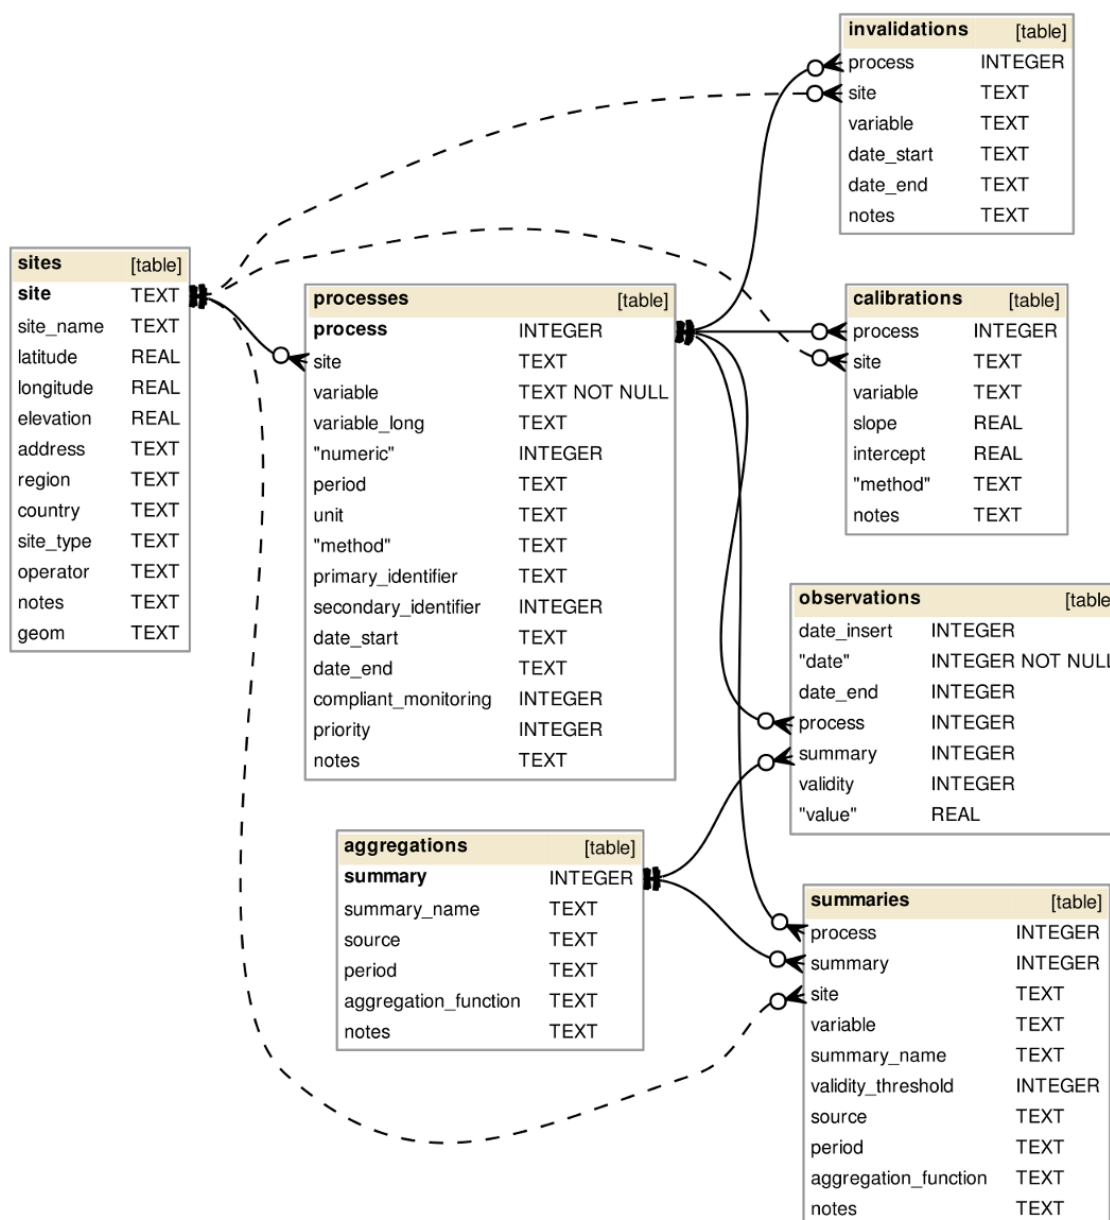 invalidations [table]
process INTEGER
site TEXT
variable TEXT
date_start TEXT
date_end TEXT
notes TEXT
sites [table]
site TEXT
site_name TEXT
latitude REAL
longitude REAL
elevation REAL
address TEXT
region TEXT
country TEXT
site_type TEXT
operator TEXT
notes TEXT
geom TEXT
processes [table]
process INTEGER
site TEXT
variable TEXT NOT NULL
variable_long TEXT
"numeric" INTEGER
period TEXT
unit TEXT
"method" TEXT
primary_identifier TEXT
secondary_identifier INTEGER
date_start TEXT
date_end TEXT
compliant_monitoring INTEGER
priority INTEGER
notes TEXT
calibrations [table]
process INTEGER
site TEXT
variable TEXT
slope REAL
intercept REAL
"method" TEXT
notes TEXT
observations [table
date_insert INTEGER
"date" INTEGER NOT NULL
date_end INTEGER
process INTEGER
summary INTEGER
validity INTEGER
"value" REAL
aggregations [table]
summary INTEGER
summary_name TEXT
source TEXT
period TEXT
aggregation_function TEXT
notes TEXT
summaries [table]
process INTEGER
summary INTEGER
site TEXT
variable TEXT
summary_name TEXT
validity_threshold INTEGER
source TEXT
period TEXT
aggregation_function TEXT
notes TEXT